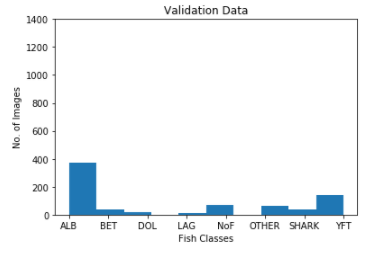 Validation Data
1400
1200
1000
800
600
400
200
0
No. of Images
ALB BET DOL LAG NoF OTHER SHARK YFT
Fish Classes